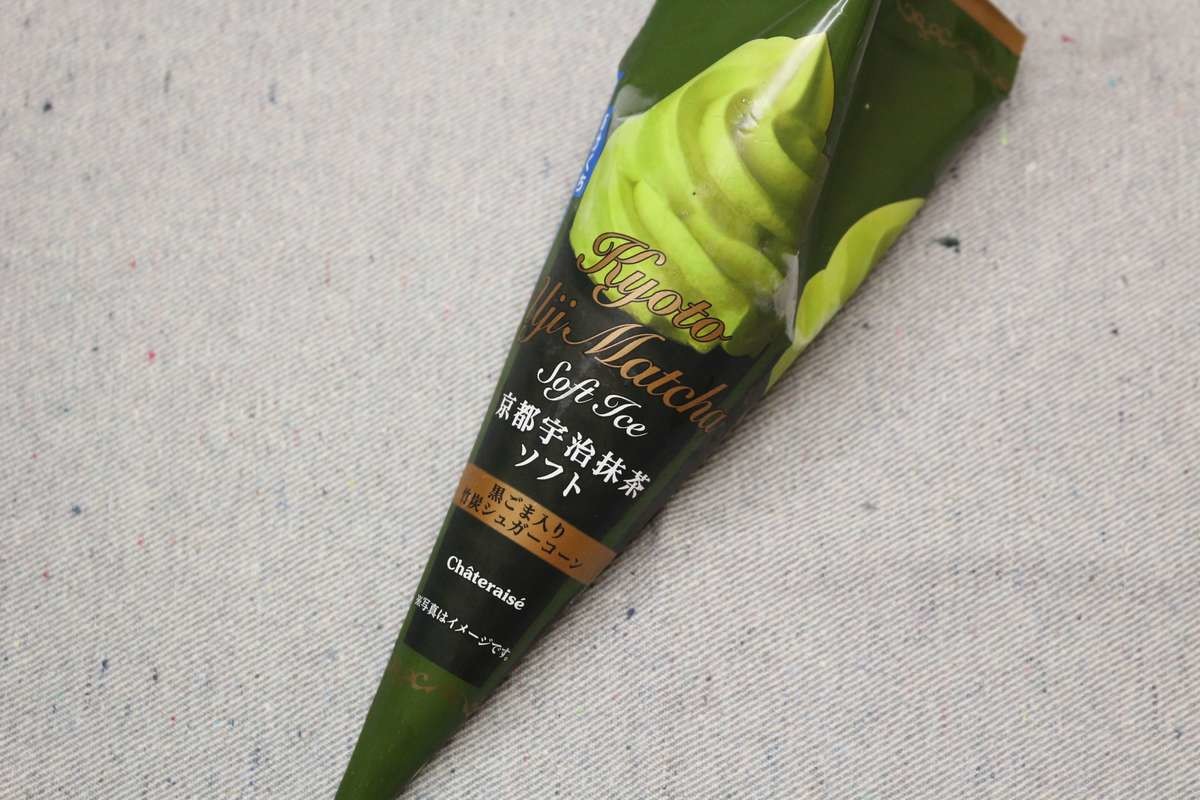 Kyoto
Uji Matcha
Soft Ice
京都宇治抹茶
ソフト
黒ごま入り
竹炭シュガーコーン
Châteraisé
※写真はイメージです。